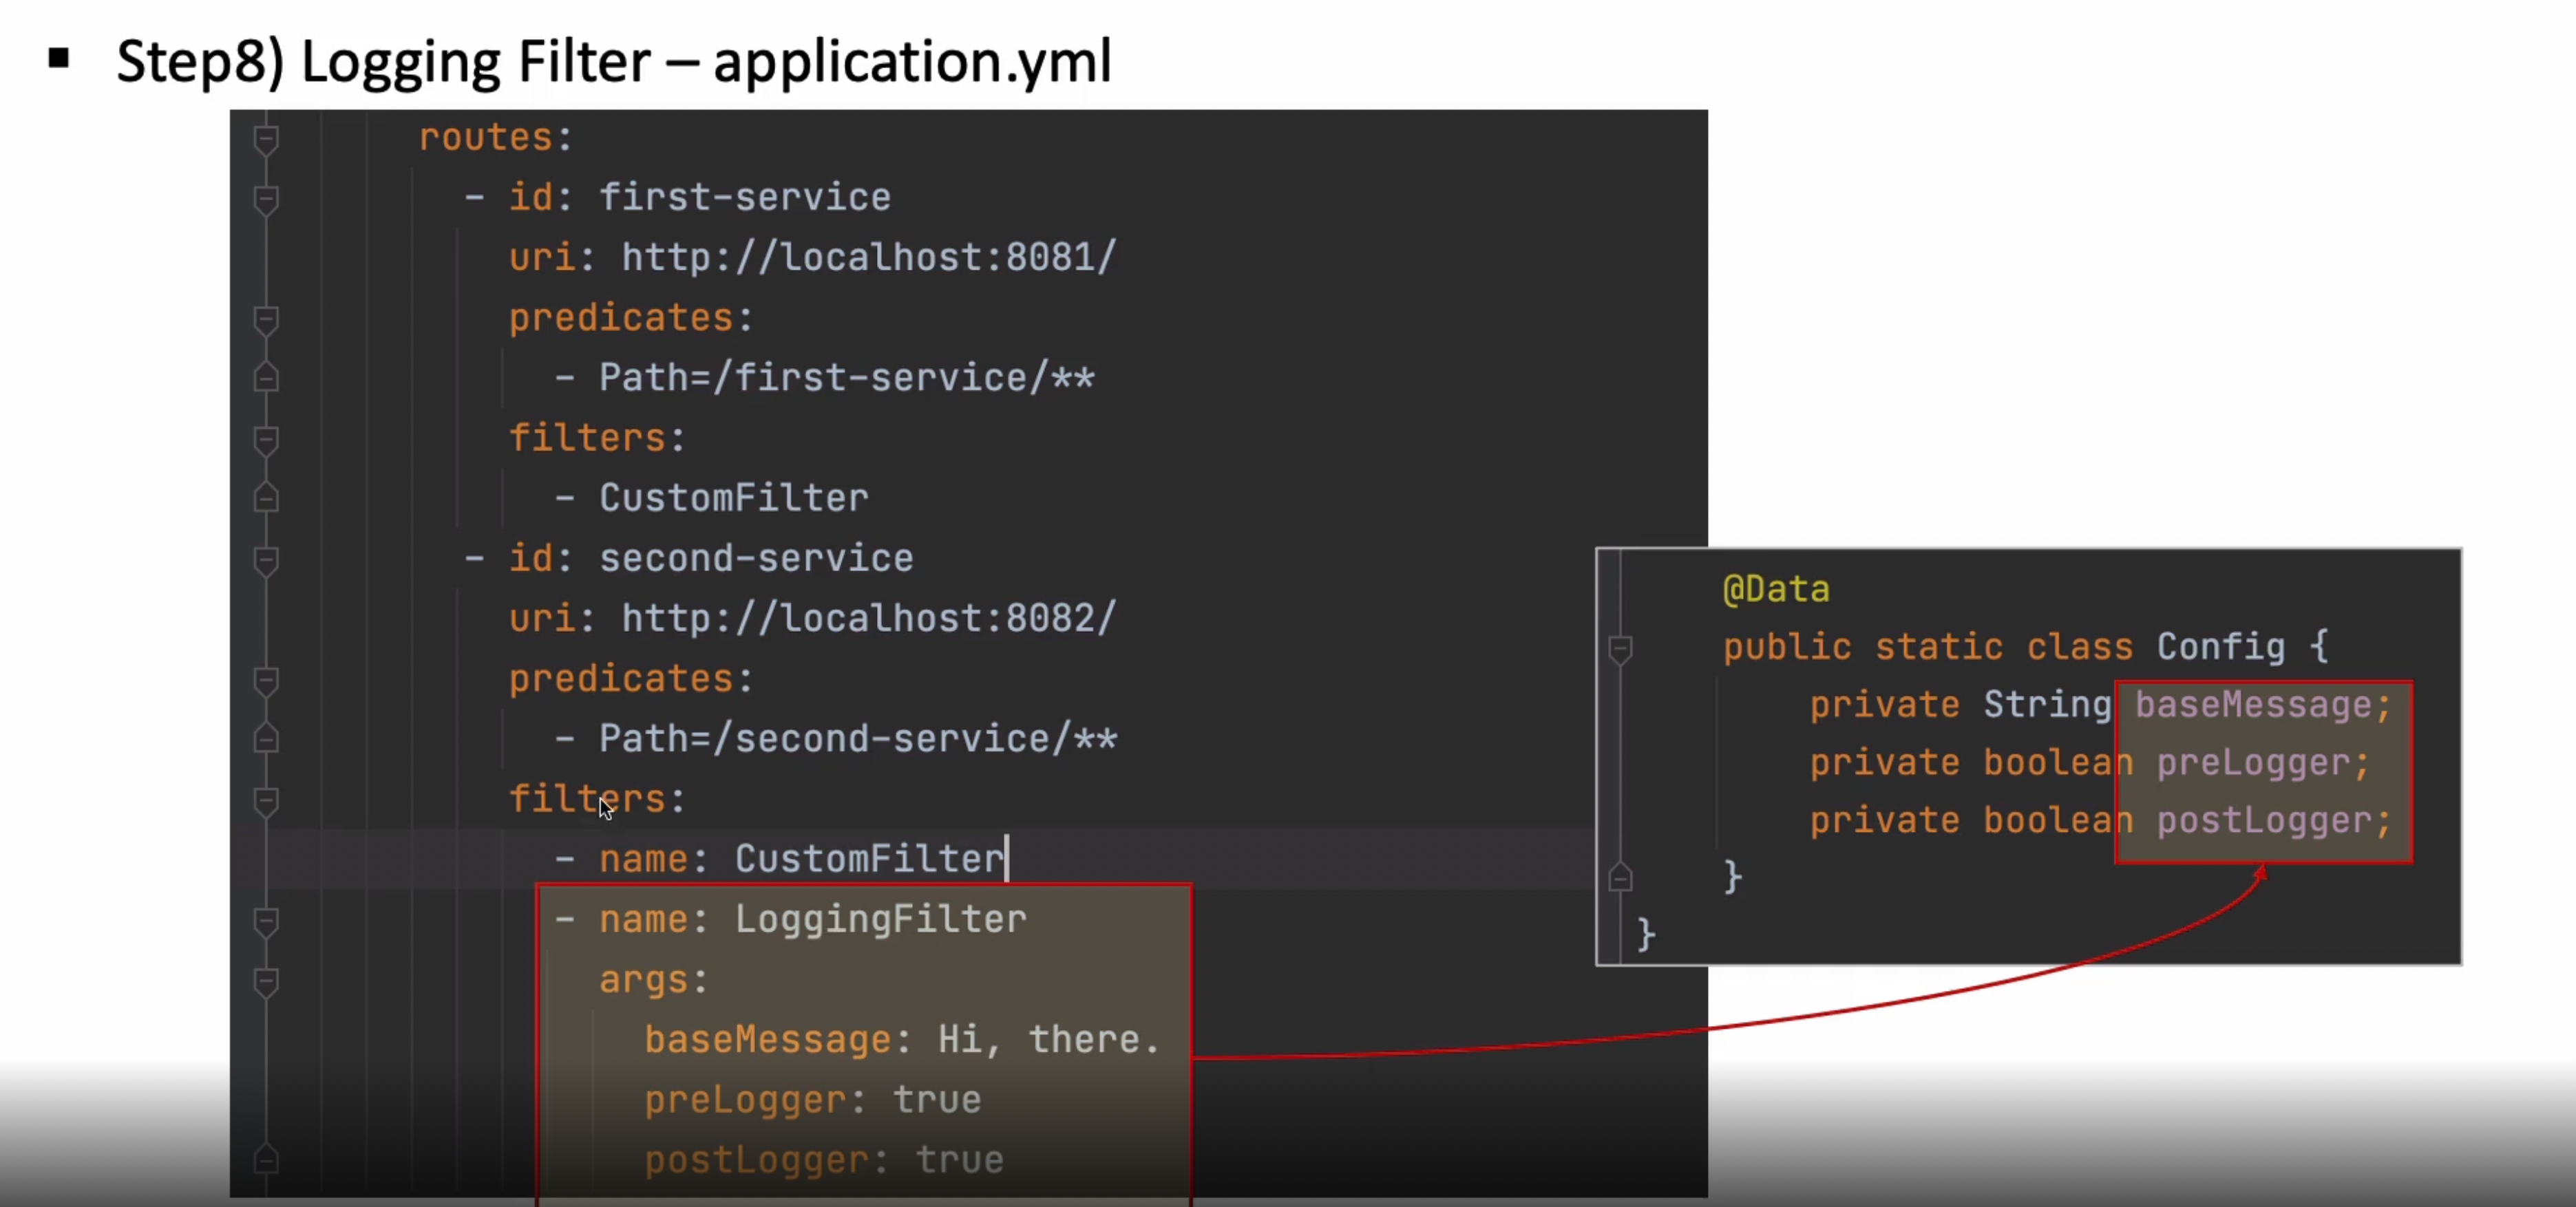 ▪ Step8) Logging Filter – application.yml
routes:
- id: first-service
uri: http://localhost:8081/
predicates:
- Path=/first-service/**
filters:
- CustomFilter
- id: second-service
uri: http://localhost:8082/
predicates:
- Path=/second-service/**
filters:
- name: CustomFilter
- name: LoggingFilter
args:
baseMessage: Hi, there.
preLogger: true
postLogger: true
@Data
public static class Config {
private String baseMessage;
private boolean preLogger;
private boolean postLogger;
}
}